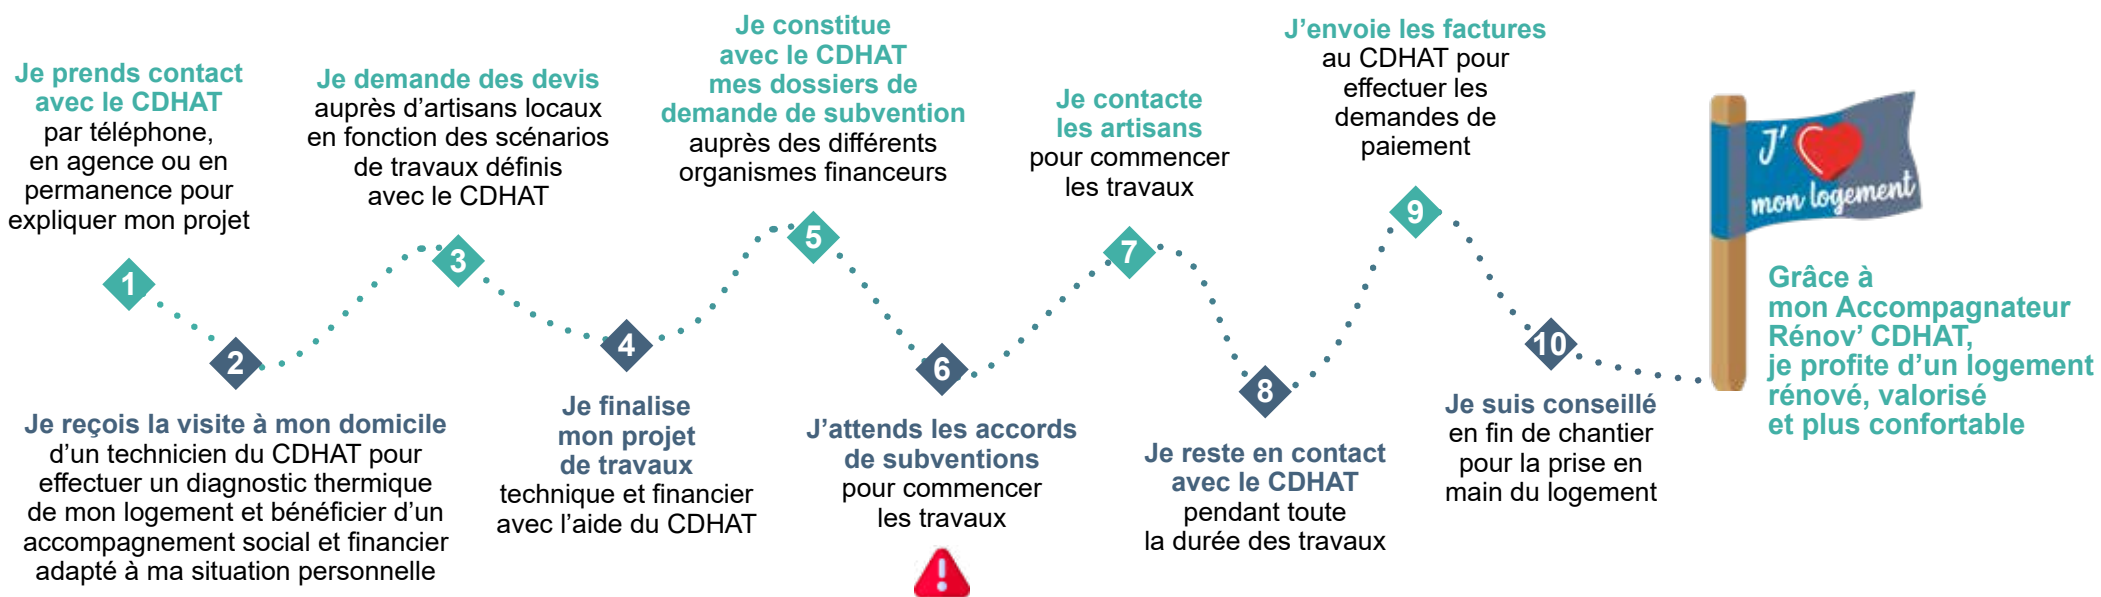 Je prends contact
avec le CDHAT
par téléphone,
en agence ou en
permanence pour
expliquer mon projet
1
2
Je reçois la visite à mon domicile
d’un technicien du CDHAT pour
effectuer un diagnostic thermique
de mon logement et bénéficier d’un
accompagnement social et financier
adapté à ma situation personnelle
Je demande des devis
auprès d’artisans locaux
en fonction des scénarios
de travaux définis
avec le CDHAT
3
4
Je finalise
mon projet
de travaux
technique et financier
avec l’aide du CDHAT
Je constitue
avec le CDHAT
mes dossiers de
demande de subvention
auprès des différents
organismes financeurs
5
6
J’attends les accords
de subventions
pour commencer
les travaux
!
Je contacte
les artisans
pour commencer
les travaux
7
8
Je reste en contact
avec le CDHAT
pendant toute
la durée des travaux
J’envoie les factures
au CDHAT pour
effectuer les
demandes de
paiement
9
10
Je suis conseillé
en fin de chantier
pour la prise en
main du logement
J’
mon logement
Grâce à
mon Accompagnateur
Rénov’ CDHAT,
je profite d’un logement
rénové, valorisé
et plus confortable